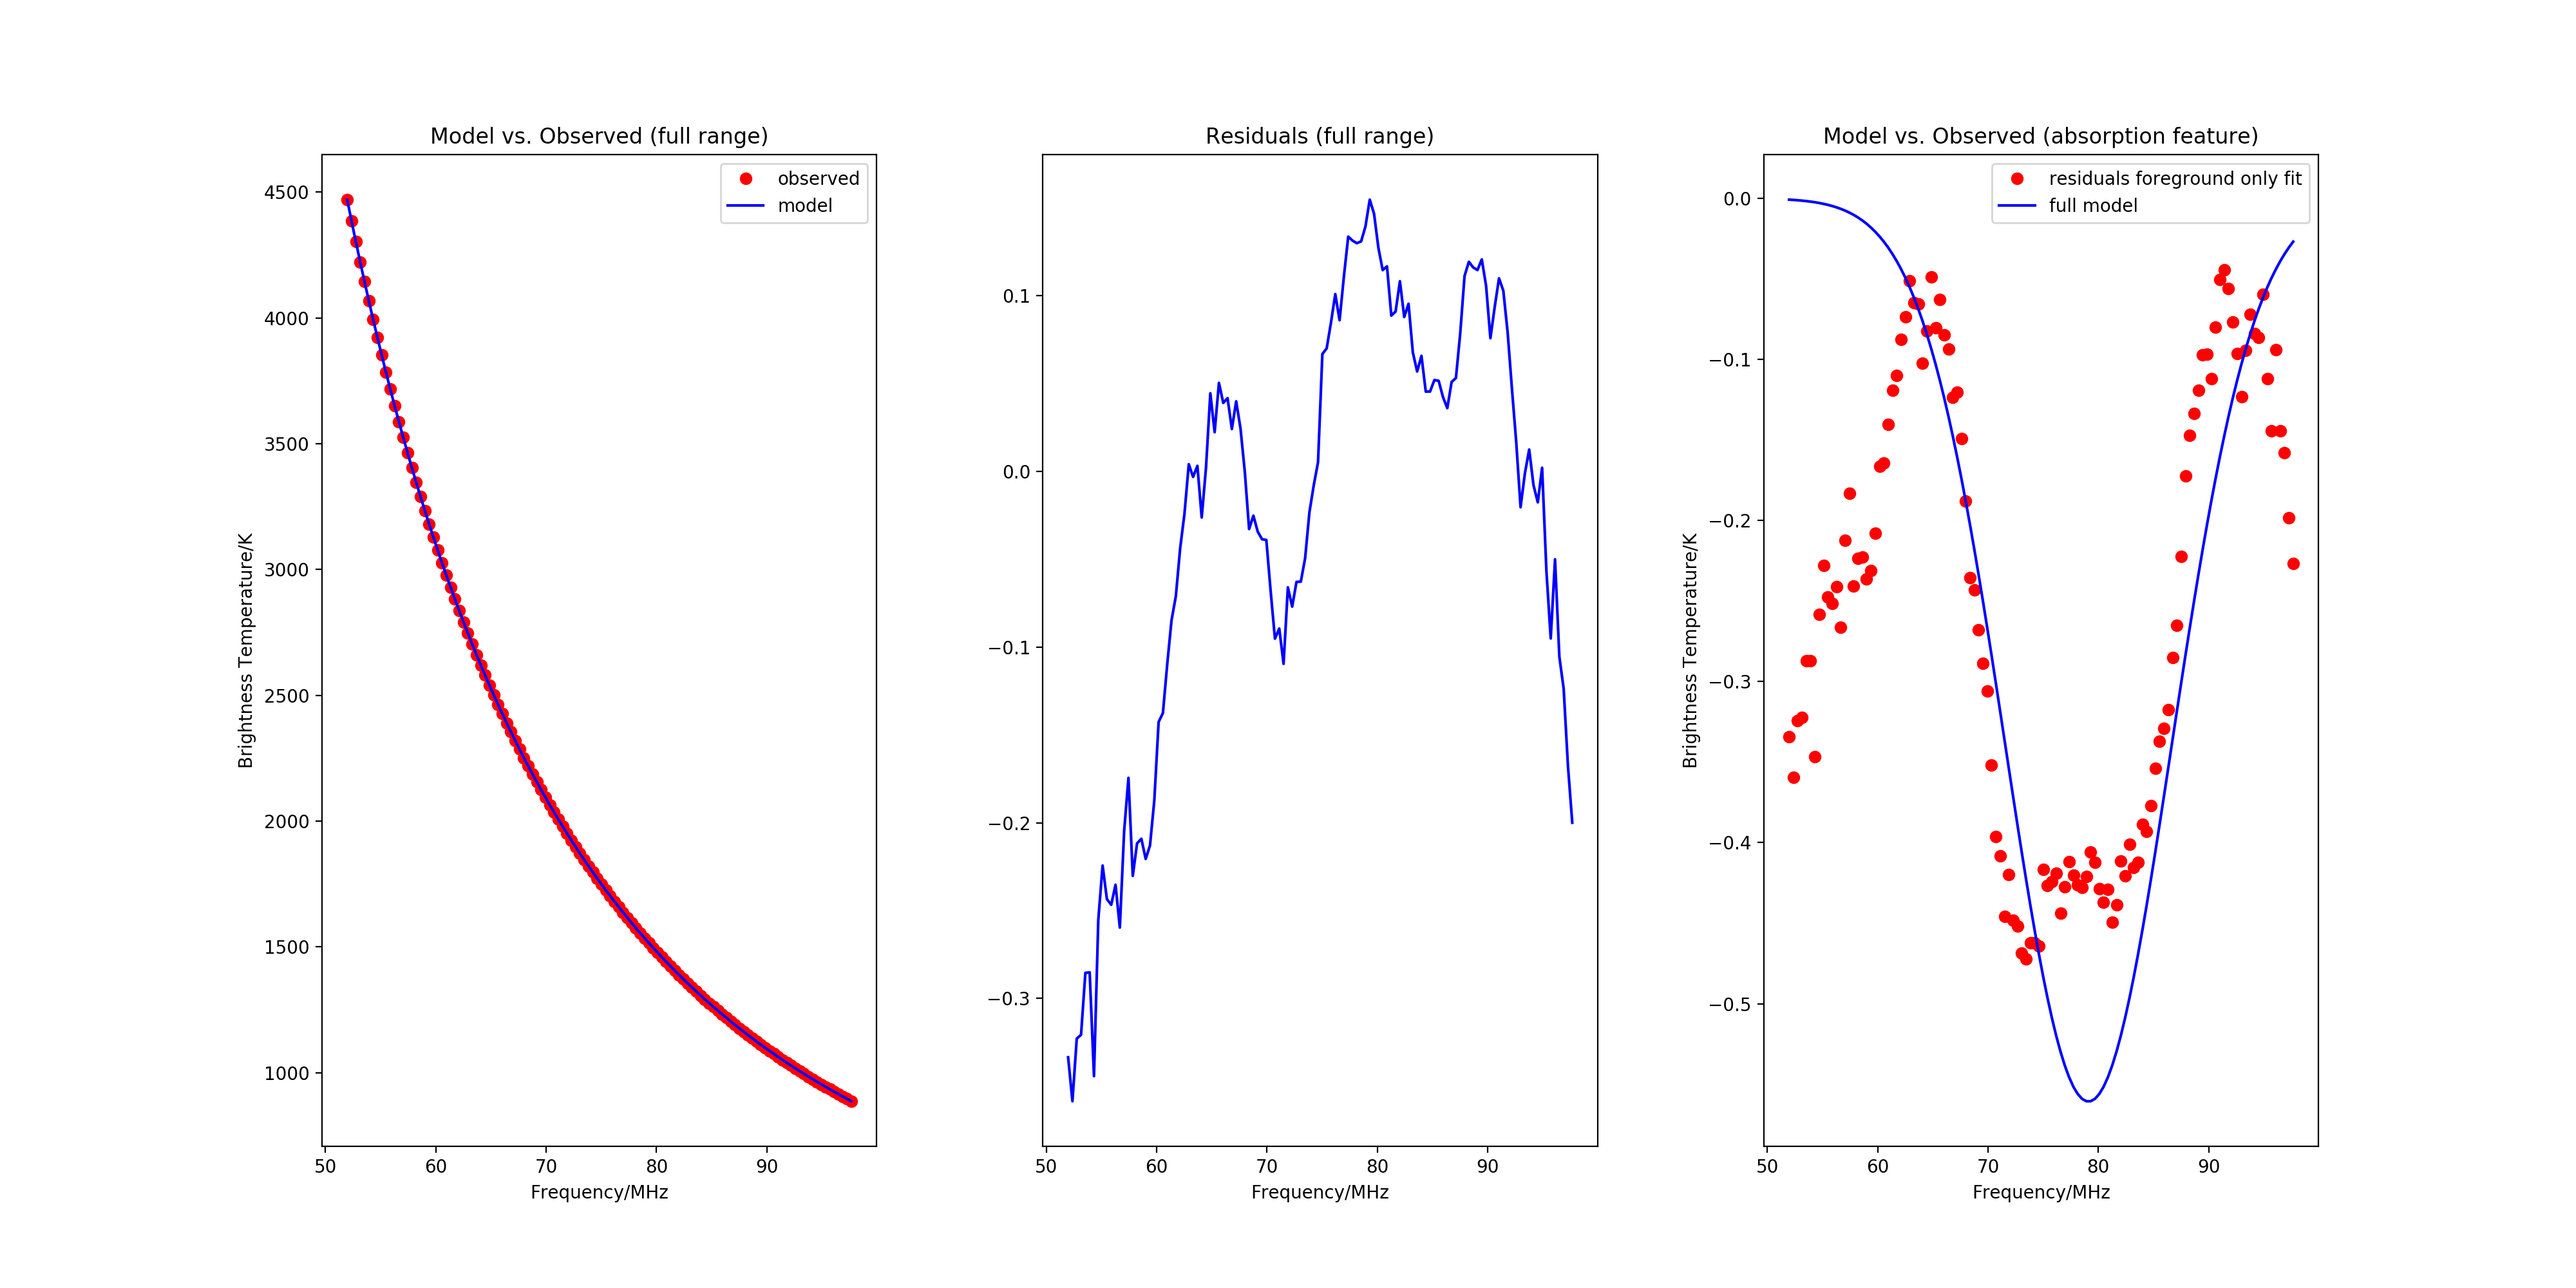 Model vs. Observed (full range)
observed
model
4500
4000
3500
3000
2500
2000
1500
1000
Brightness Temperature/K
50 60 70 80 90
Frequency/MHz
Residuals (full range)
0.1
0.0
−0.1
−0.2
−0.3
50 60 70 80 90
Frequency/MHz
Model vs. Observed (absorption feature)
residuals foreground only fit
full model
0.0
−0.1
−0.2
−0.3
−0.4
−0.5
Brightness Temperature/K
50 60 70 80 90
Frequency/MHz